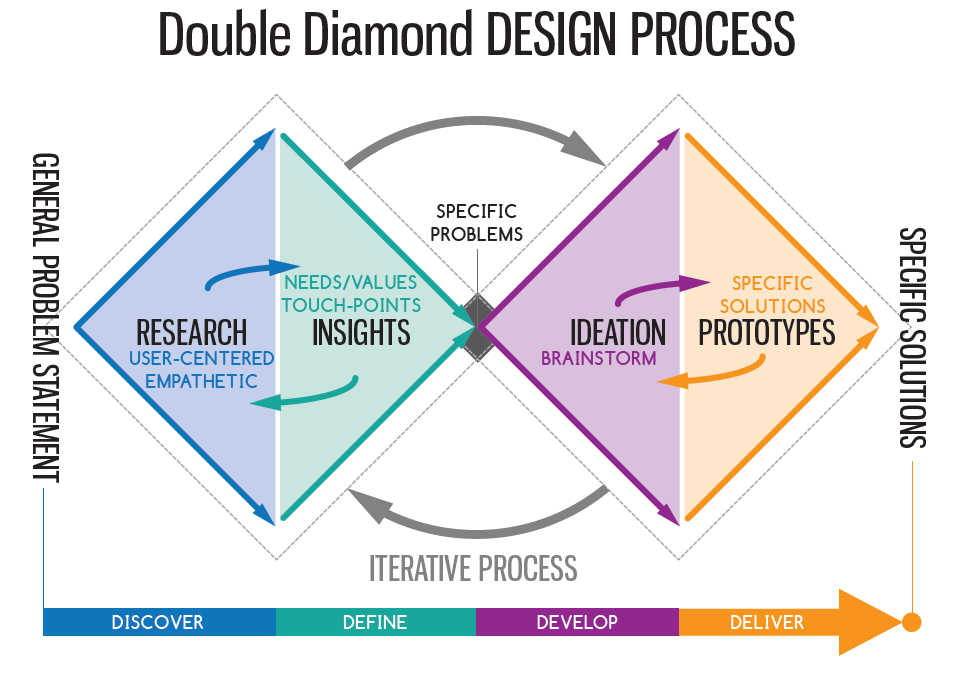 Double Diamond DESIGN PROCESS
GENERAL PROBLEM STATEMENT
SPECIFIC
PROBLEMS
NEEDS/VALUES
TOUCH-POINTS
RESEARCH
INSIGHTS
USER-CENTERED
EMPATHETIC
SPECIFIC
SOLUTIONS
IDEATION
PROTOTYPES
BRAINSTORM
SPECIFIC SOLUTIONS
ITERATIVE PROCESS
DISCOVER
DEFINE
DEVELOP
DELIVER